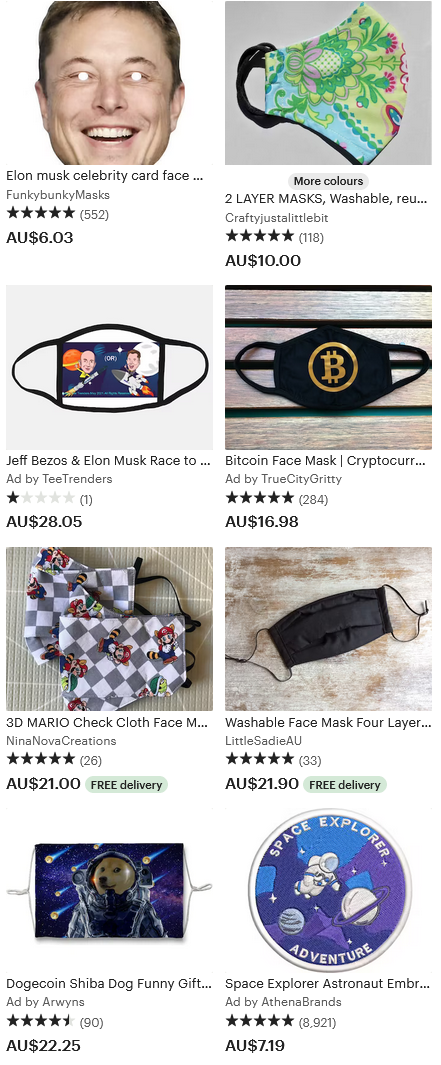 Elon musk celebrity card face ...
FunkybunkyMasks
(552)
AU$6.03
More colours
2 LAYER MASKS, Washable, reu...
Craftyjustalittlebit
(118)
AU$10.00
(OR)
Jeff Bezos & Elon Musk Race to ...
Ad by TeeTrenders
(1)
AU$28.05
Bitcoin Face Mask | Cryptocurr...
Ad by TrueCityGritty
(284)
AU$16.98
3D MARIO Check Cloth Face M...
NinaNovaCreations
(26)
AU$21.00 FREE delivery
Washable Face Mask Four Layer...
LittleSadieAU
(33)
AU$21.90 FREE delivery
Dogecoin Shiba Dog Funny Gift...
Ad by Arwyns
(90)
AU$22.25
SPACE EXPLORER
ADVENTURE
Space Explorer Astronaut Embr...
Ad by AthenaBrands
(8,921)
AU$7.19